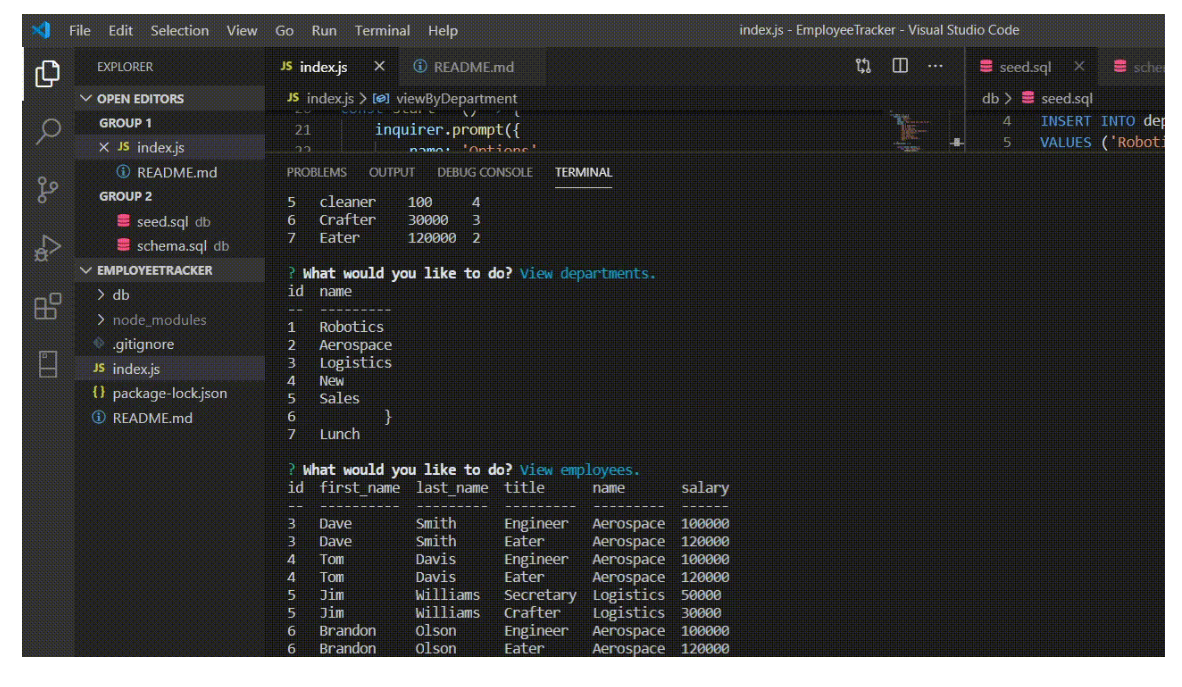 File Edit Selection View Go Run Terminal Help index.js - EmployeeTracker - Visual Studio Code
EXPLORER
OPEN EDITORS
GROUP 1
JS index.js
README.md
GROUP 2
seed.sql db
schema.sql db
EMPLOYEETRACKER
> db
> node_modules
.gitignore
JS index.js
{} package-lock.json
README.md
JS index.js × README.md
JS index.js > viewByDepartment
21 inquirer.prompt({
22 name: 'Options'
PROBLEMS OUTPUT DEBUG CONSOLE TERMINAL
5 cleaner 100 4
6 Crafter 30000 3
7 Eater 120000 2
? What would you like to do? View departments.
id name
-- ---------
1 Robotics
2 Aerospace
3 Logistics
4 New
5 Sales
6 }
7 Lunch
? What would you like to do? View employees.
id first_name last_name title name salary
-- ---------- --------- --------- --------- ------
3 Dave Smith Engineer Aerospace 100000
3 Dave Smith Eater Aerospace 120000
4 Tom Davis Engineer Aerospace 100000
4 Tom Davis Eater Aerospace 120000
5 Jim Williams Secretary Logistics 50000
5 Jim Williams Crafter Logistics 30000
6 Brandon Olson Engineer Aerospace 100000
6 Brandon Olson Eater Aerospace 120000
seed.sql ×
db > seed.sql
4 INSERT INTO dep
5 VALUES ('Roboti